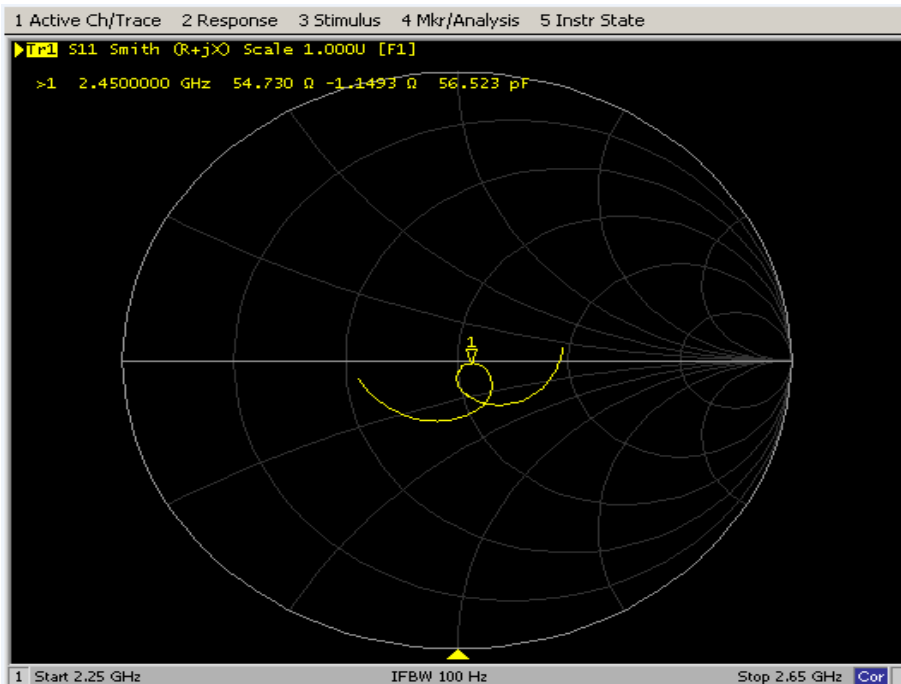 1 Active Ch/Trace 2 Response 3 Stimulus 4 Mkr/Analysis 5 Instr State
Tr1 S11 Smith (R+jX) Scale 1.000U [F1]
>1 2.4500000 GHz 54.730 Ω -1.1493 Ω 56.523 pF
1
1 Start 2.25 GHz IFBW 100 Hz Stop 2.65 GHz Cor